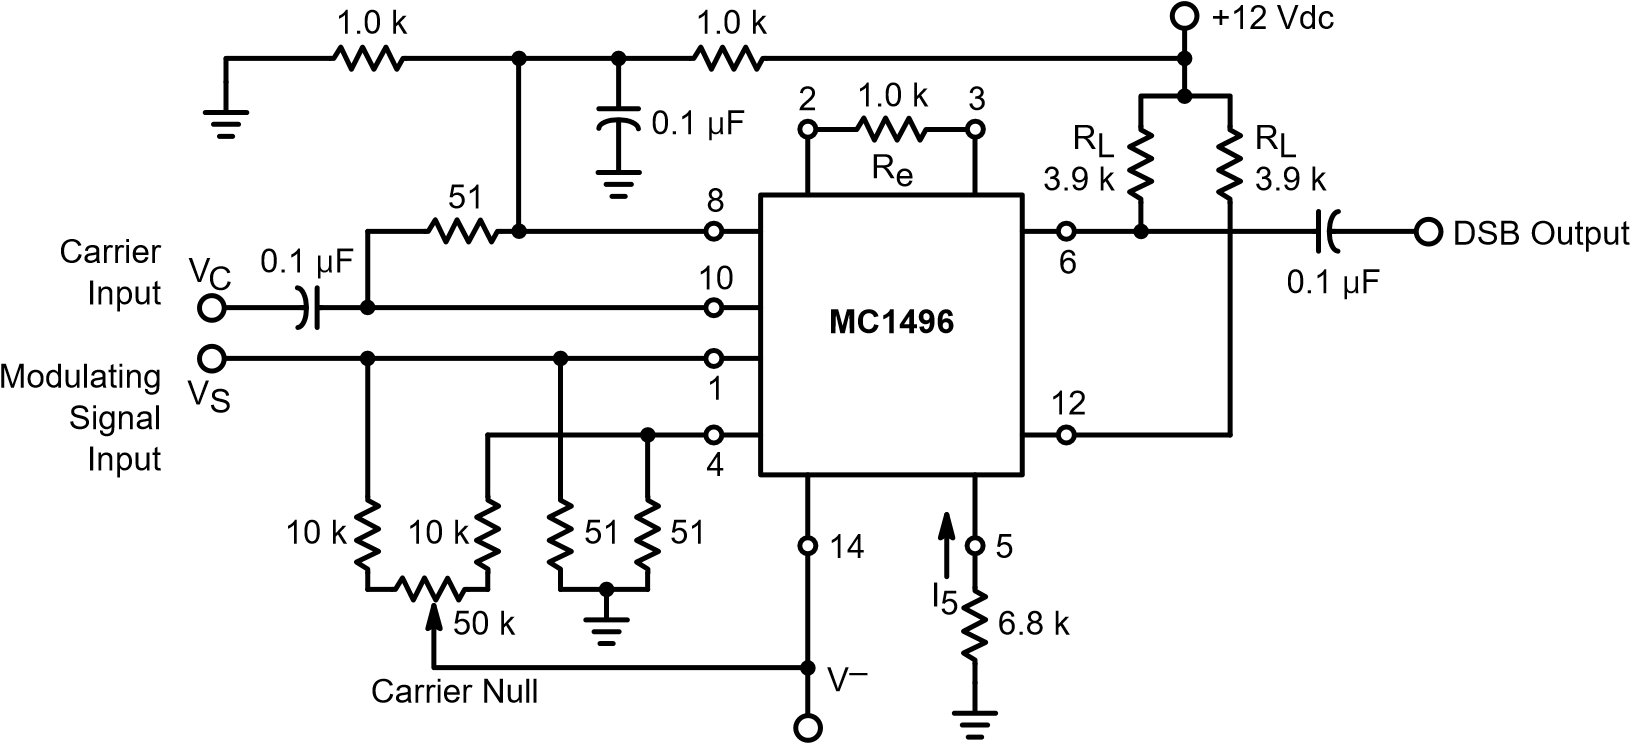 +12 Vdc
1.0 k
1.0 k
0.1 µF
2
1.0 k
3
Re
RL
3.9 k
RL
3.9 k
51
8
Carrier
Input
VC
0.1 µF
10
6
DSB Output
0.1 µF
MC1496
Modulating
Signal
Input
VS
1
12
4
10 k
10 k
51
51
14
5
I5
50 k
6.8 k
V–
Carrier Null